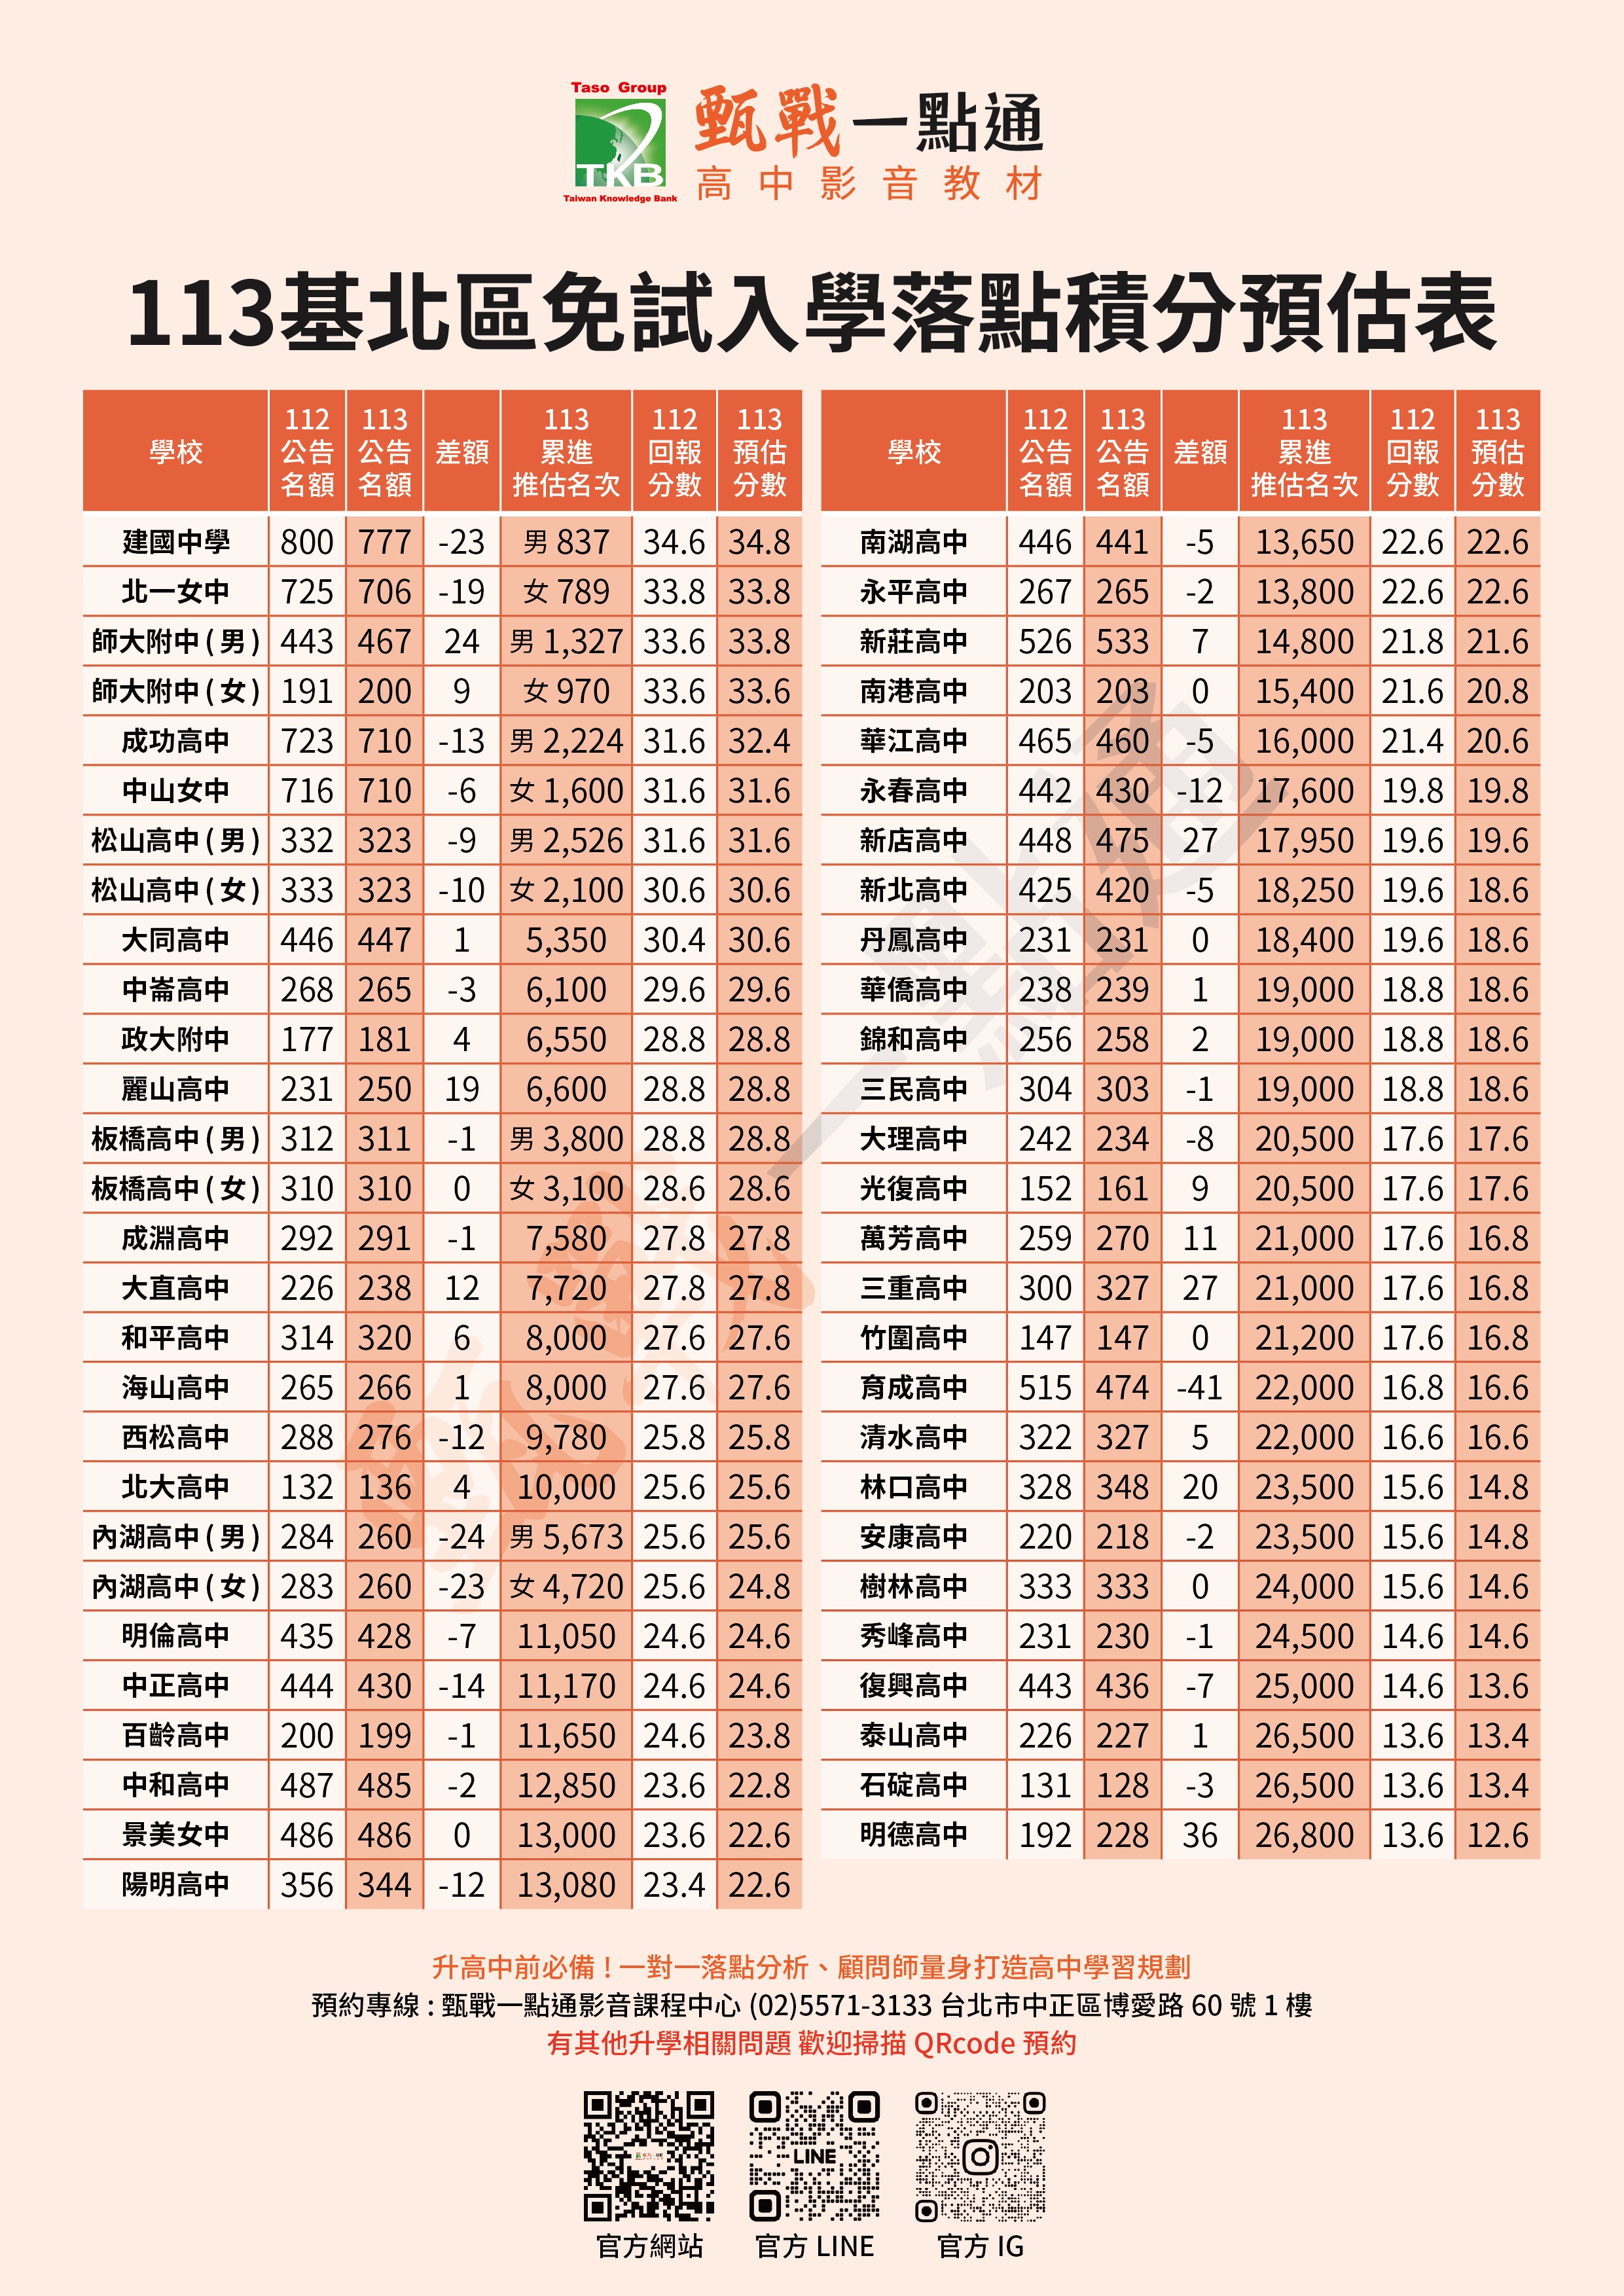 Taso Group
TKB
Taiwan Knowledge Bank
甄戰一點通
高中影音教材
113基北區免試入學落點積分預估表
學校 112公告名額 113公告名額 差額 113累進推估名次 112回報分數 113預估分數
建國中學 800 777 -23 男 837 34.6 34.8
北一女中 725 706 -19 女 789 33.8 33.8
師大附中(男) 443 467 24 男 1,327 33.6 33.8
師大附中(女) 191 200 9 女 970 33.6 33.6
成功高中 723 710 -13 男 2,224 31.6 32.4
中山女中 716 710 -6 女 1,600 31.6 31.6
松山高中(男) 332 323 -9 男 2,526 31.6 31.6
松山高中(女) 333 323 -10 女 2,100 30.6 30.6
大同高中 446 447 1 5,350 30.4 30.6
中崙高中 268 265 -3 6,100 29.6 29.6
政大附中 177 181 4 6,550 28.8 28.8
麗山高中 231 250 19 6,600 28.8 28.8
板橋高中(男) 312 311 -1 男 3,800 28.8 28.8
板橋高中(女) 310 310 0 女 3,100 28.6 28.6
成淵高中 292 291 -1 7,580 27.8 27.8
大直高中 226 238 12 7,720 27.8 27.8
和平高中 314 320 6 8,000 27.6 27.6
海山高中 265 266 1 8,000 27.6 27.6
西松高中 288 276 -12 9,780 25.8 25.8
北大高中 132 136 4 10,000 25.6 25.6
內湖高中(男) 284 260 -24 男 5,673 25.6 25.6
內湖高中(女) 283 260 -23 女 4,720 25.6 24.8
明倫高中 435 428 -7 11,050 24.6 24.6
中正高中 444 430 -14 11,170 24.6 24.6
百齡高中 200 199 -1 11,650 24.6 23.8
中和高中 487 485 -2 12,850 23.6 22.8
景美女中 486 486 0 13,000 23.6 22.6
陽明高中 356 344 -12 13,080 23.4 22.6
學校 112公告名額 113公告名額 差額 113累進推估名次 112回報分數 113預估分數
南湖高中 446 441 -5 13,650 22.6 22.6
永平高中 267 265 -2 13,800 22.6 22.6
新莊高中 526 533 7 14,800 21.8 21.6
南港高中 203 203 0 15,400 21.6 20.8
華江高中 465 460 -5 16,000 21.4 20.6
永春高中 442 430 -12 17,600 19.8 19.8
新店高中 448 475 27 17,950 19.6 19.6
新北高中 425 420 -5 18,250 19.6 18.6
丹鳳高中 231 231 0 18,400 19.6 18.6
華僑高中 238 239 1 19,000 18.8 18.6
錦和高中 256 258 2 19,000 18.8 18.6
三民高中 304 303 -1 19,000 18.8 18.6
大理高中 242 234 -8 20,500 17.6 17.6
光復高中 152 161 9 20,500 17.6 17.6
萬芳高中 259 270 11 21,000 17.6 16.8
三重高中 300 327 27 21,000 17.6 16.8
竹圍高中 147 147 0 21,200 17.6 16.8
育成高中 515 474 -41 22,000 16.8 16.6
清水高中 322 327 5 22,000 16.6 16.6
林口高中 328 348 20 23,500 15.6 14.8
安康高中 220 218 -2 23,500 15.6 14.8
樹林高中 333 333 0 24,000 15.6 14.6
秀峰高中 231 230 -1 24,500 14.6 14.6
復興高中 443 436 -7 25,000 14.6 13.6
泰山高中 226 227 1 26,500 13.6 13.4
石碇高中 131 128 -3 26,500 13.6 13.4
明德高中 192 228 36 26,800 13.6 12.6
甄戰一點通
升高中前必備!一對一落點分析、顧問師量身打造高中學習規劃
預約專線:甄戰一點通影音課程中心 (02)5571-3133 台北市中正區博愛路 60 號 1 樓
有其他升學相關問題 歡迎掃描 QRcode 預約
LINE
官方網站 官方 LINE 官方 IG